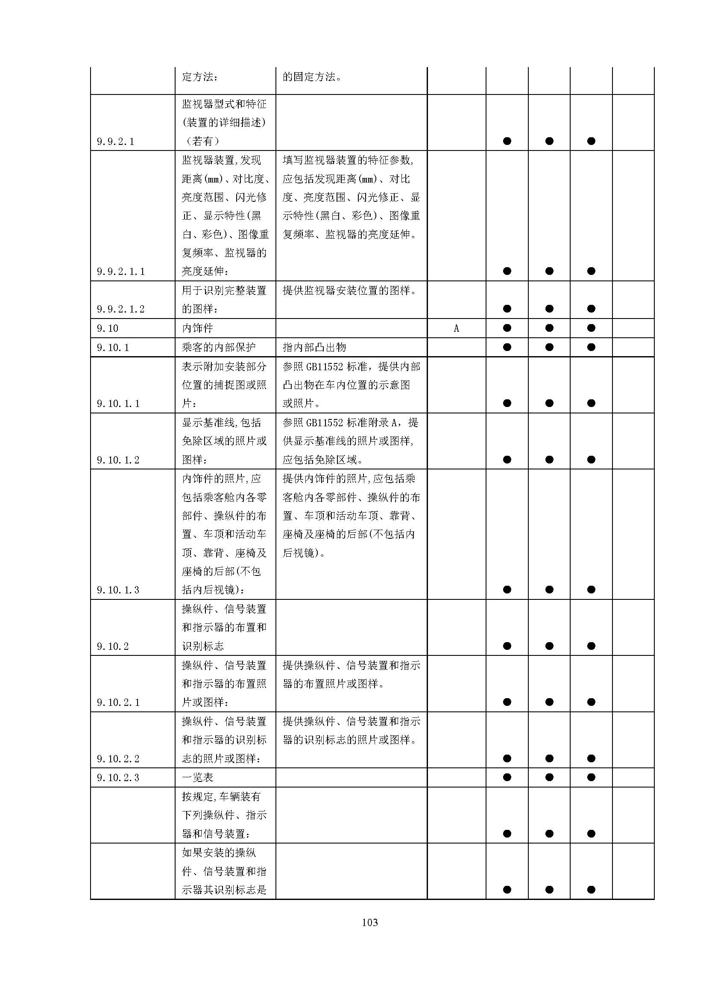 定方法：
的固定方法。
监视器型式和特征
(装置的详细描述)
9.9.2.1
（若有）
● ● ●
监视器装置,发现
距离(mm)、对比度、
亮度范围、闪光修
正、显示特性(黑
白、彩色)、图像重
复频率、监视器的
9.9.2.1.1
亮度延伸：
填写监视器装置的特征参数,
应包括发现距离(mm)、对比
度、亮度范围、闪光修正、显
示特性(黑白、彩色)、图像重
复频率、监视器的亮度延伸。
● ● ●
用于识别完整装置
9.9.2.1.2
的图样：
提供监视器安装位置的图样。
● ● ●
9.10 内饰件 A ● ● ●
9.10.1 乘客的内部保护 指内部凸出物 ● ● ●
表示附加安装部分
位置的捕捉图或照
9.10.1.1
片：
参照 GB11552 标准，提供内部
凸出物在车内位置的示意图
或照片。
● ● ●
显示基准线,包括
免除区域的照片或
9.10.1.2
图样：
参照 GB11552 标准附录 A，提
供显示基准线的照片或图样,
应包括免除区域。
● ● ●
内饰件的照片,应
包括乘客舱内各零
部件、操纵件的布
置、车顶和活动车
顶、靠背、座椅及
座椅的后部(不包
9.10.1.3
括内后视镜)：
提供内饰件的照片,应包括乘
客舱内各零部件、操纵件的布
置、车顶和活动车顶、靠背、
座椅及座椅的后部(不包括内
后视镜)。
● ● ●
操纵件、信号装置
和指示器的布置和
9.10.2
识别标志
● ● ●
操纵件、信号装置
和指示器的布置照
9.10.2.1
片或图样：
提供操纵件、信号装置和指示
器的布置照片或图样。
● ● ●
操纵件、信号装置
和指示器的识别标
9.10.2.2
志的照片或图样：
提供操纵件、信号装置和指示
器的识别标志的照片或图样。
● ● ●
9.10.2.3 一览表 ● ● ●
按规定,车辆装有
下列操纵件、指示
器和信号装置：
● ● ●
如果安装的操纵
件、信号装置和指
示器其识别标志是
● ● ●
103